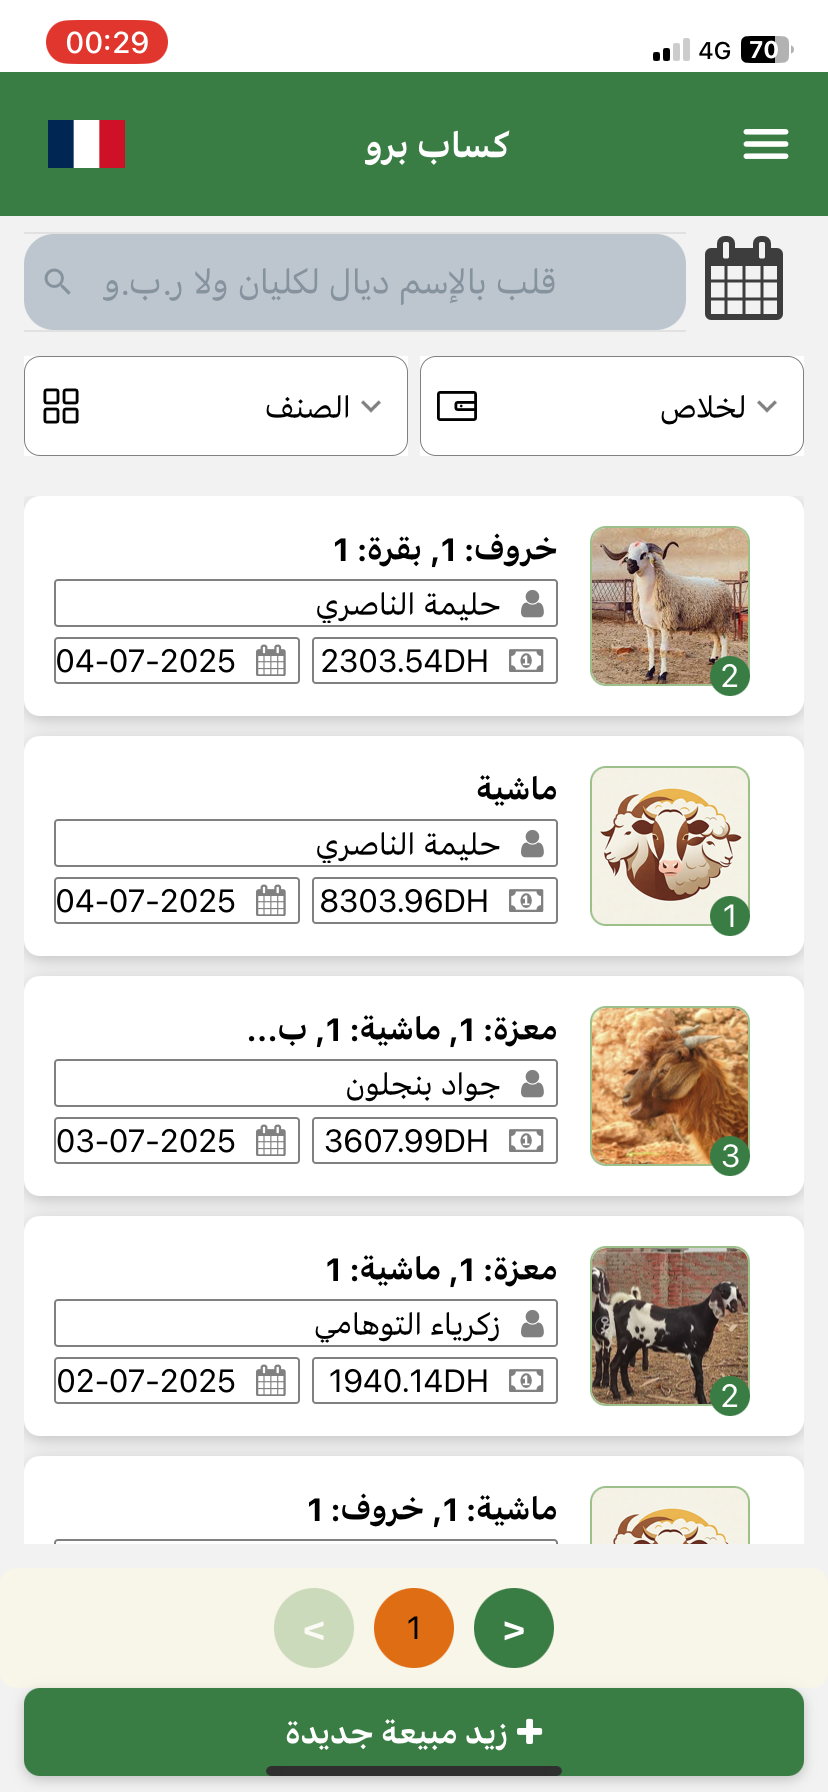 00:29
4G 70
كساب برو
قلب بالإسم ديال لكليان ولا ر.ب.و
لخلاص
الصنف
خروف: 1, بقرة: 1
حليمة الناصري
2303.54DH
04-07-2025
2
ماشية
حليمة الناصري
8303.96DH
04-07-2025
1
معزة: 1, ماشية: 1, ب...
جواد بنجلون
3607.99DH
03-07-2025
3
معزة: 1, ماشية: 1
زكرياء التوهامي
1940.14DH
02-07-2025
2
ماشية: 1, خروف: 1
< 1 >
+ زيد مبيعة جديدة